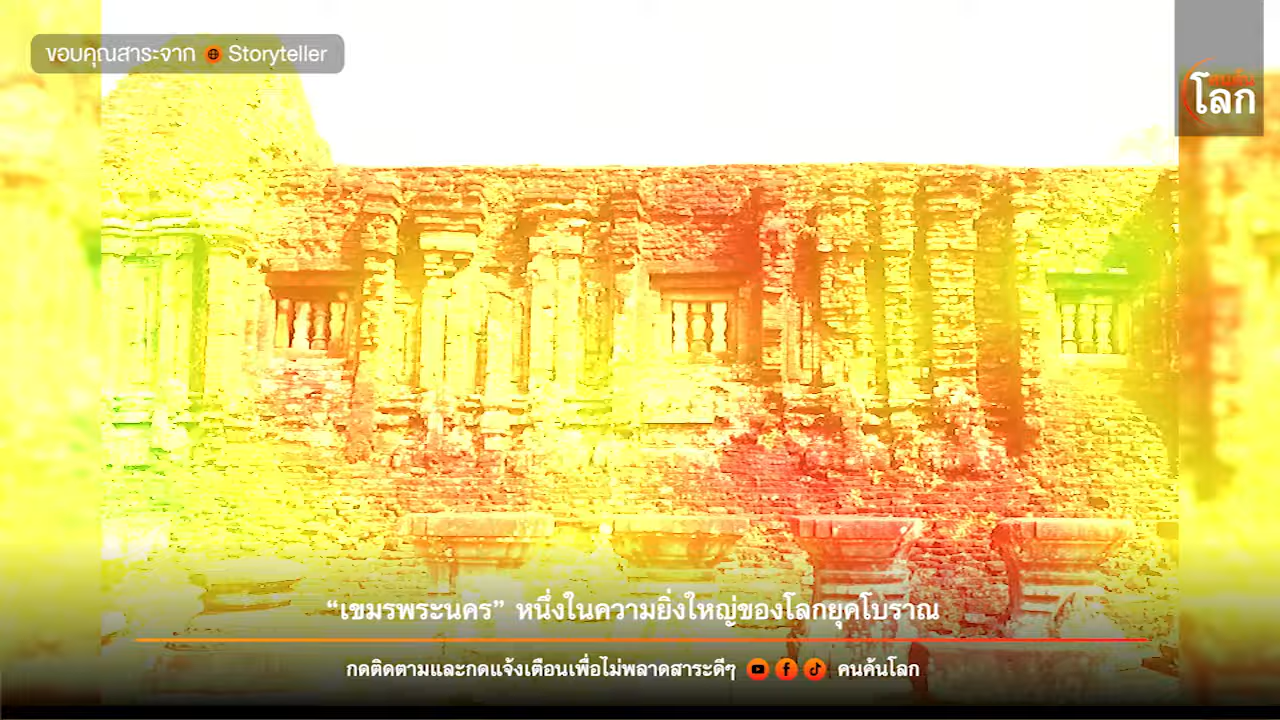 ขอบคุณสาระจาก Storyteller
คนค้น
โลก
“เขมรพระนคร” หนึ่งในความยิ่งใหญ่ของโลกยุคโบราณ
กดติดตามและกดแจ้งเตือนเพื่อไม่พลาดสาระดีๆ คนค้นโลก